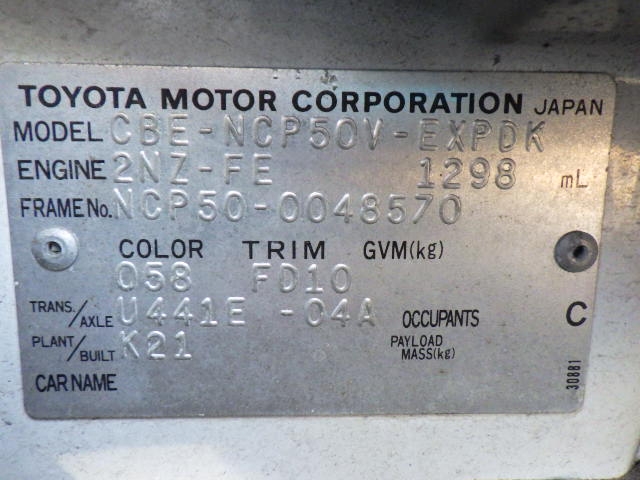 TOYOTA MOTOR CORPORATION JAPAN
MODEL CBE-NCP50V-EXPDK
ENGINE 2NZ-FE 1298 mL
FRAME No. NCP50-0048570
COLOR TRIM GVM(kg)
058 FD10
TRANS./AXLE U441E -04A OCCUPANTS C
PLANT/BUILT K21 PAYLOAD MASS(kg)
CAR NAME
30881